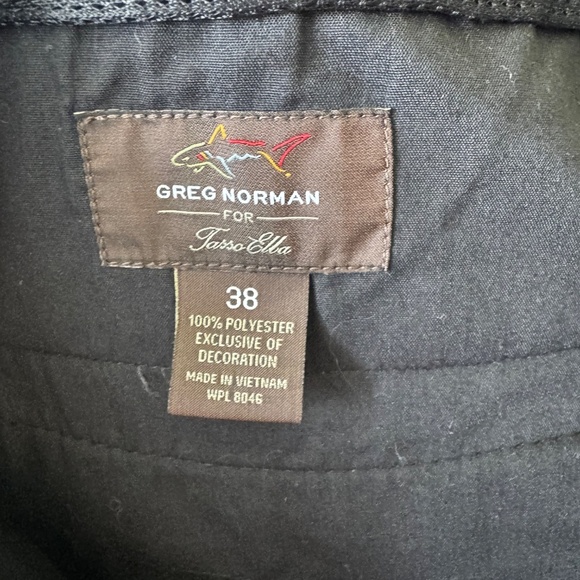 GREG NORMAN
FOR
Tasso Elba
38
100% POLYESTER
EXCLUSIVE OF
DECORATION
MADE IN VIETNAM
WPL 8046